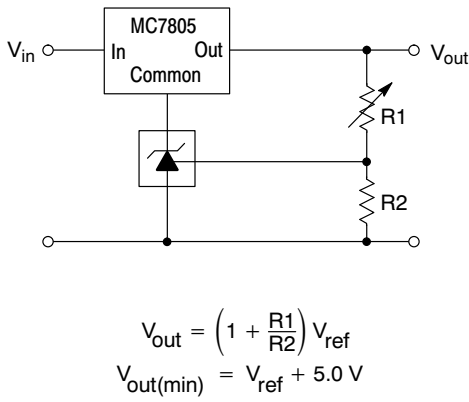 MC7805
V_in In Out V_out
Common
R1
R2
V_out = (1 + R1/R2) V_ref
V_out(min) = V_ref + 5.0 V